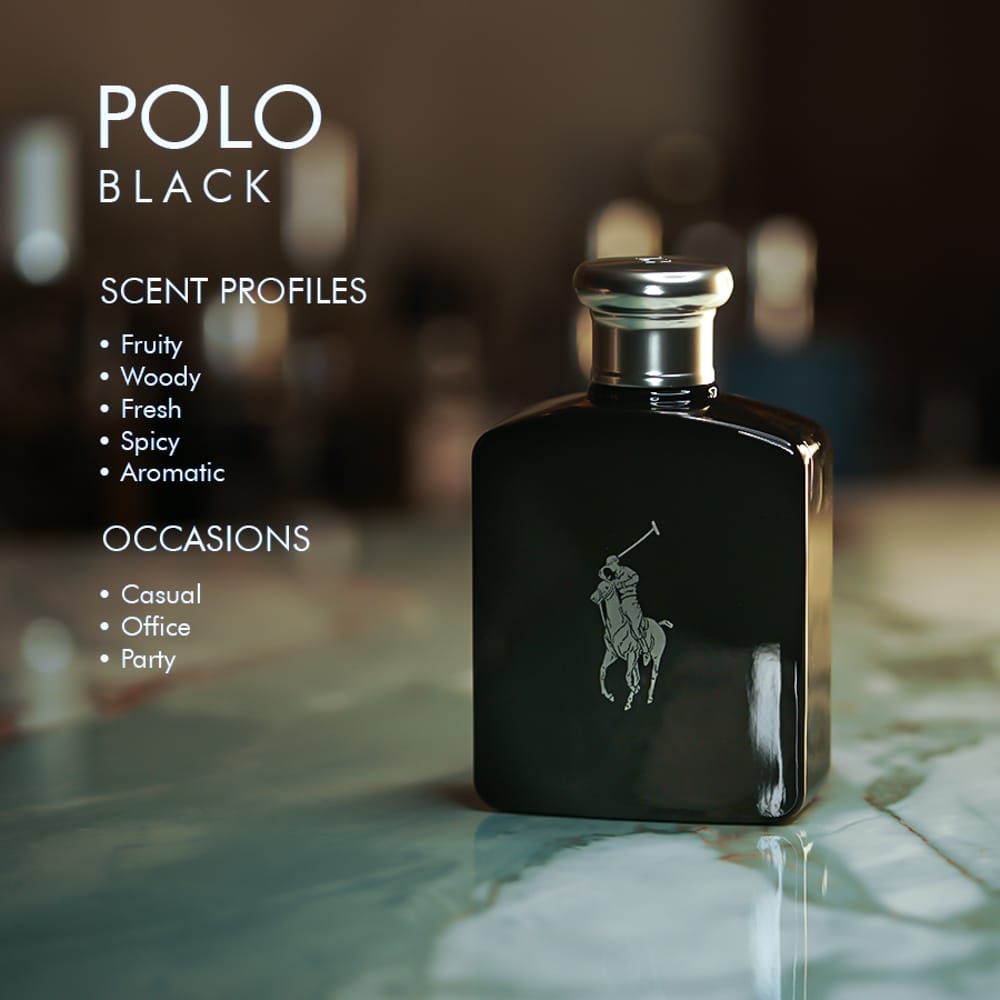 POLO
BLACK
SCENT PROFILES
• Fruity
• Woody
• Fresh
• Spicy
• Aromatic
OCCASIONS
• Casual
• Office
• Party